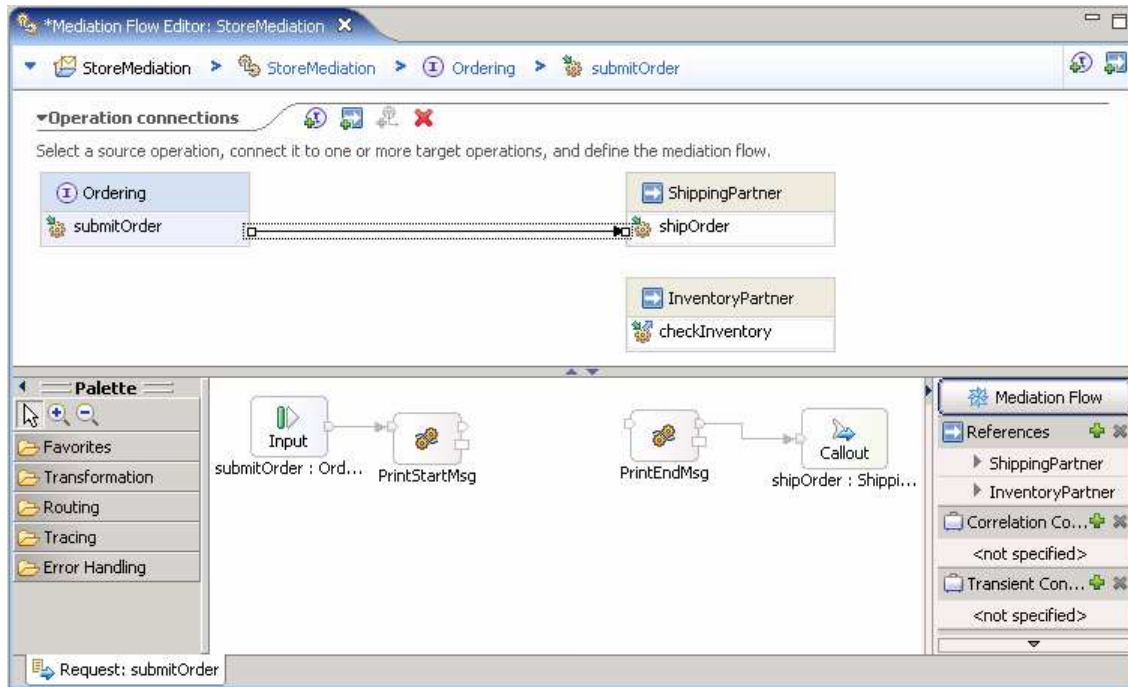 *Mediation Flow Editor: StoreMediation
StoreMediation > StoreMediation > Ordering > submitOrder
Operation connections
Select a source operation, connect it to one or more target operations, and define the mediation flow.
Ordering
submitOrder
ShippingPartner
shipOrder
InventoryPartner
checkInventory
Palette
Favorites
Transformation
Routing
Tracing
Error Handling
Input
submitOrder : Ord...
PrintStartMsg
PrintEndMsg
Callout
shipOrder : Shippi...
Mediation Flow
References
ShippingPartner
InventoryPartner
Correlation Co...
<not specified>
Transient Con...
<not specified>
Request: submitOrder